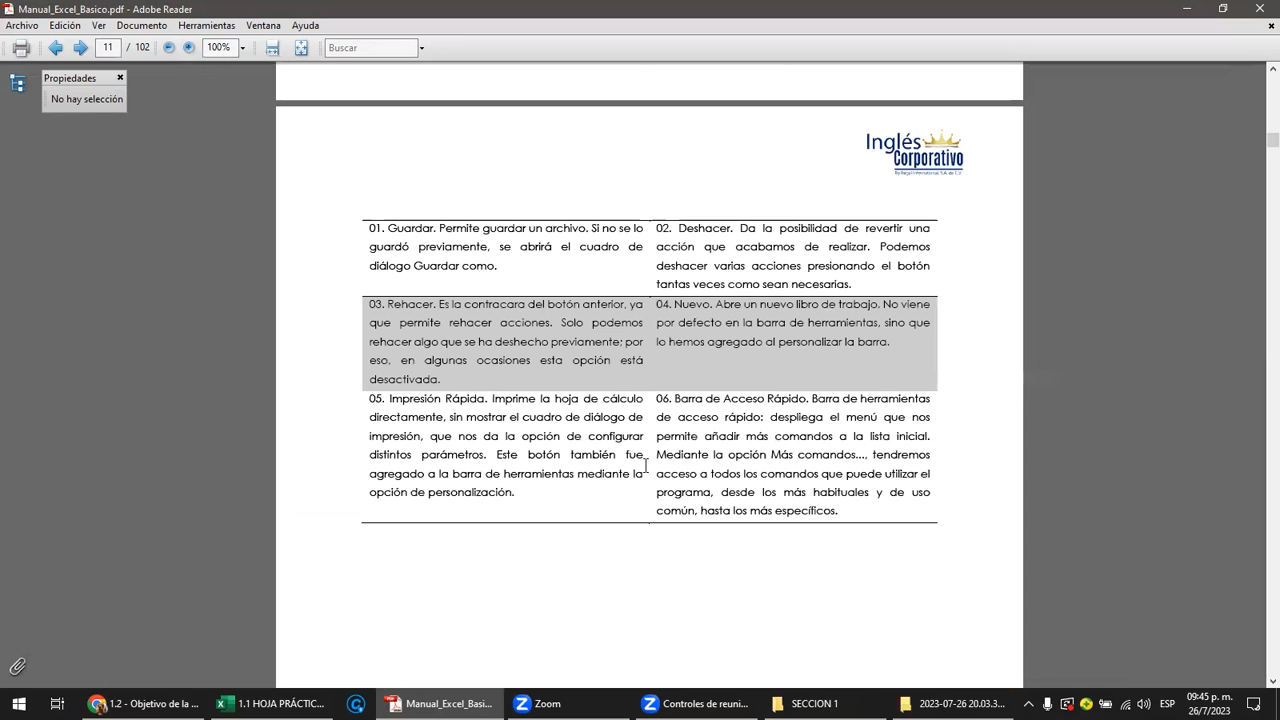 Manual_Excel_Basico.pdf - Adobe Reader
Archivo Edición Ver Documento Herramientas Ventana Ayuda
11 / 102 100% Buscar
Propiedades
No hay selección
Inglés
Corporativo
01. Guardar. Permite guardar un archivo. Si no se lo
guardó previamente, se abrirá el cuadro de
diálogo Guardar como.
02. Deshacer. Da la posibilidad de revertir una
acción que acabamos de realizar. Podemos
deshacer varias acciones presionando el botón
tantas veces como sean necesarias.
03. Rehacer. Es la contracara del botón anterior, ya
que permite rehacer acciones. Solo podemos
rehacer algo que se ha deshecho previamente; por
eso, en algunas ocasiones esta opción está
desactivada.
04. Nuevo. Abre un nuevo libro de trabajo. No viene
por defecto en la barra de herramientas, sino que
lo hemos agregado al personalizar la barra.
05. Impresión Rápida. Imprime la hoja de cálculo
directamente, sin mostrar el cuadro de diálogo de
impresión, que nos da la opción de configurar
distintos parámetros. Este botón también fue
agregado a la barra de herramientas mediante la
opción de personalización.
06. Barra de Acceso Rápido. Barra de herramientas
de acceso rápido: despliega el menú que nos
permite añadir más comandos a la lista inicial.
Mediante la opción Más comandos..., tendremos
acceso a todos los comandos que puede utilizar el
programa, desde los más habituales y de uso
común, hasta los más específicos.
1.2 - Objetivo de la ... 1.1 HOJA PRÁCTIC... Manual_Excel_Basi... Zoom Controles de reuni... SECCION 1 2023-07-26 20.03.3... ESP 09:45 p. m.
26/7/2023